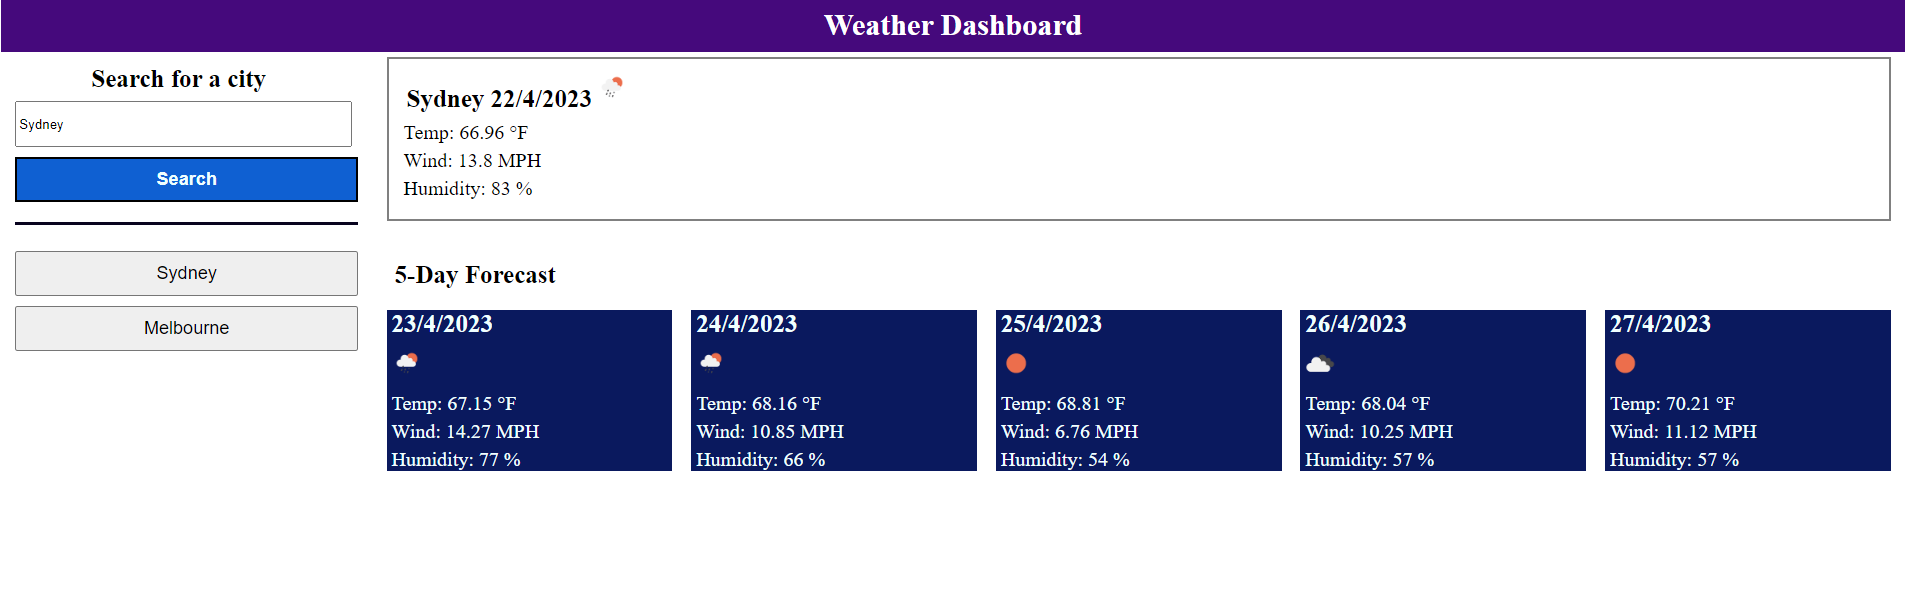 Weather Dashboard
Search for a city
Sydney
Search
Sydney
Melbourne
Sydney 22/4/2023
Temp: 66.96 °F
Wind: 13.8 MPH
Humidity: 83 %
5-Day Forecast
23/4/2023
Temp: 67.15 °F
Wind: 14.27 MPH
Humidity: 77 %
24/4/2023
Temp: 68.16 °F
Wind: 10.85 MPH
Humidity: 66 %
25/4/2023
Temp: 68.81 °F
Wind: 6.76 MPH
Humidity: 54 %
26/4/2023
Temp: 68.04 °F
Wind: 10.25 MPH
Humidity: 57 %
27/4/2023
Temp: 70.21 °F
Wind: 11.12 MPH
Humidity: 57 %